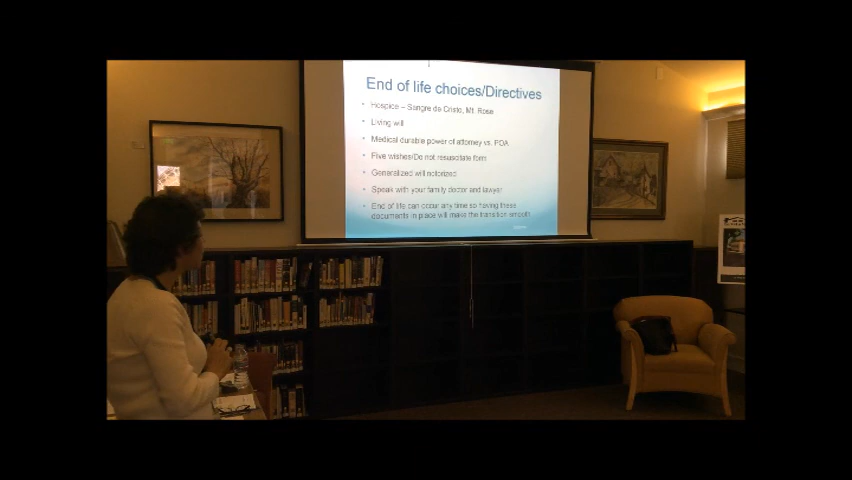 End of life choices/Directives
• Hospice – Sangre de Cristo, Mt. Rose
• Living will
• Medical durable power of attorney vs. POA
• Five wishes/Do not resuscitate form
• Generalized will notorized
• Speak with your family doctor and lawyer
• End of life can occur any time so having these
documents in place will make the transition smooth